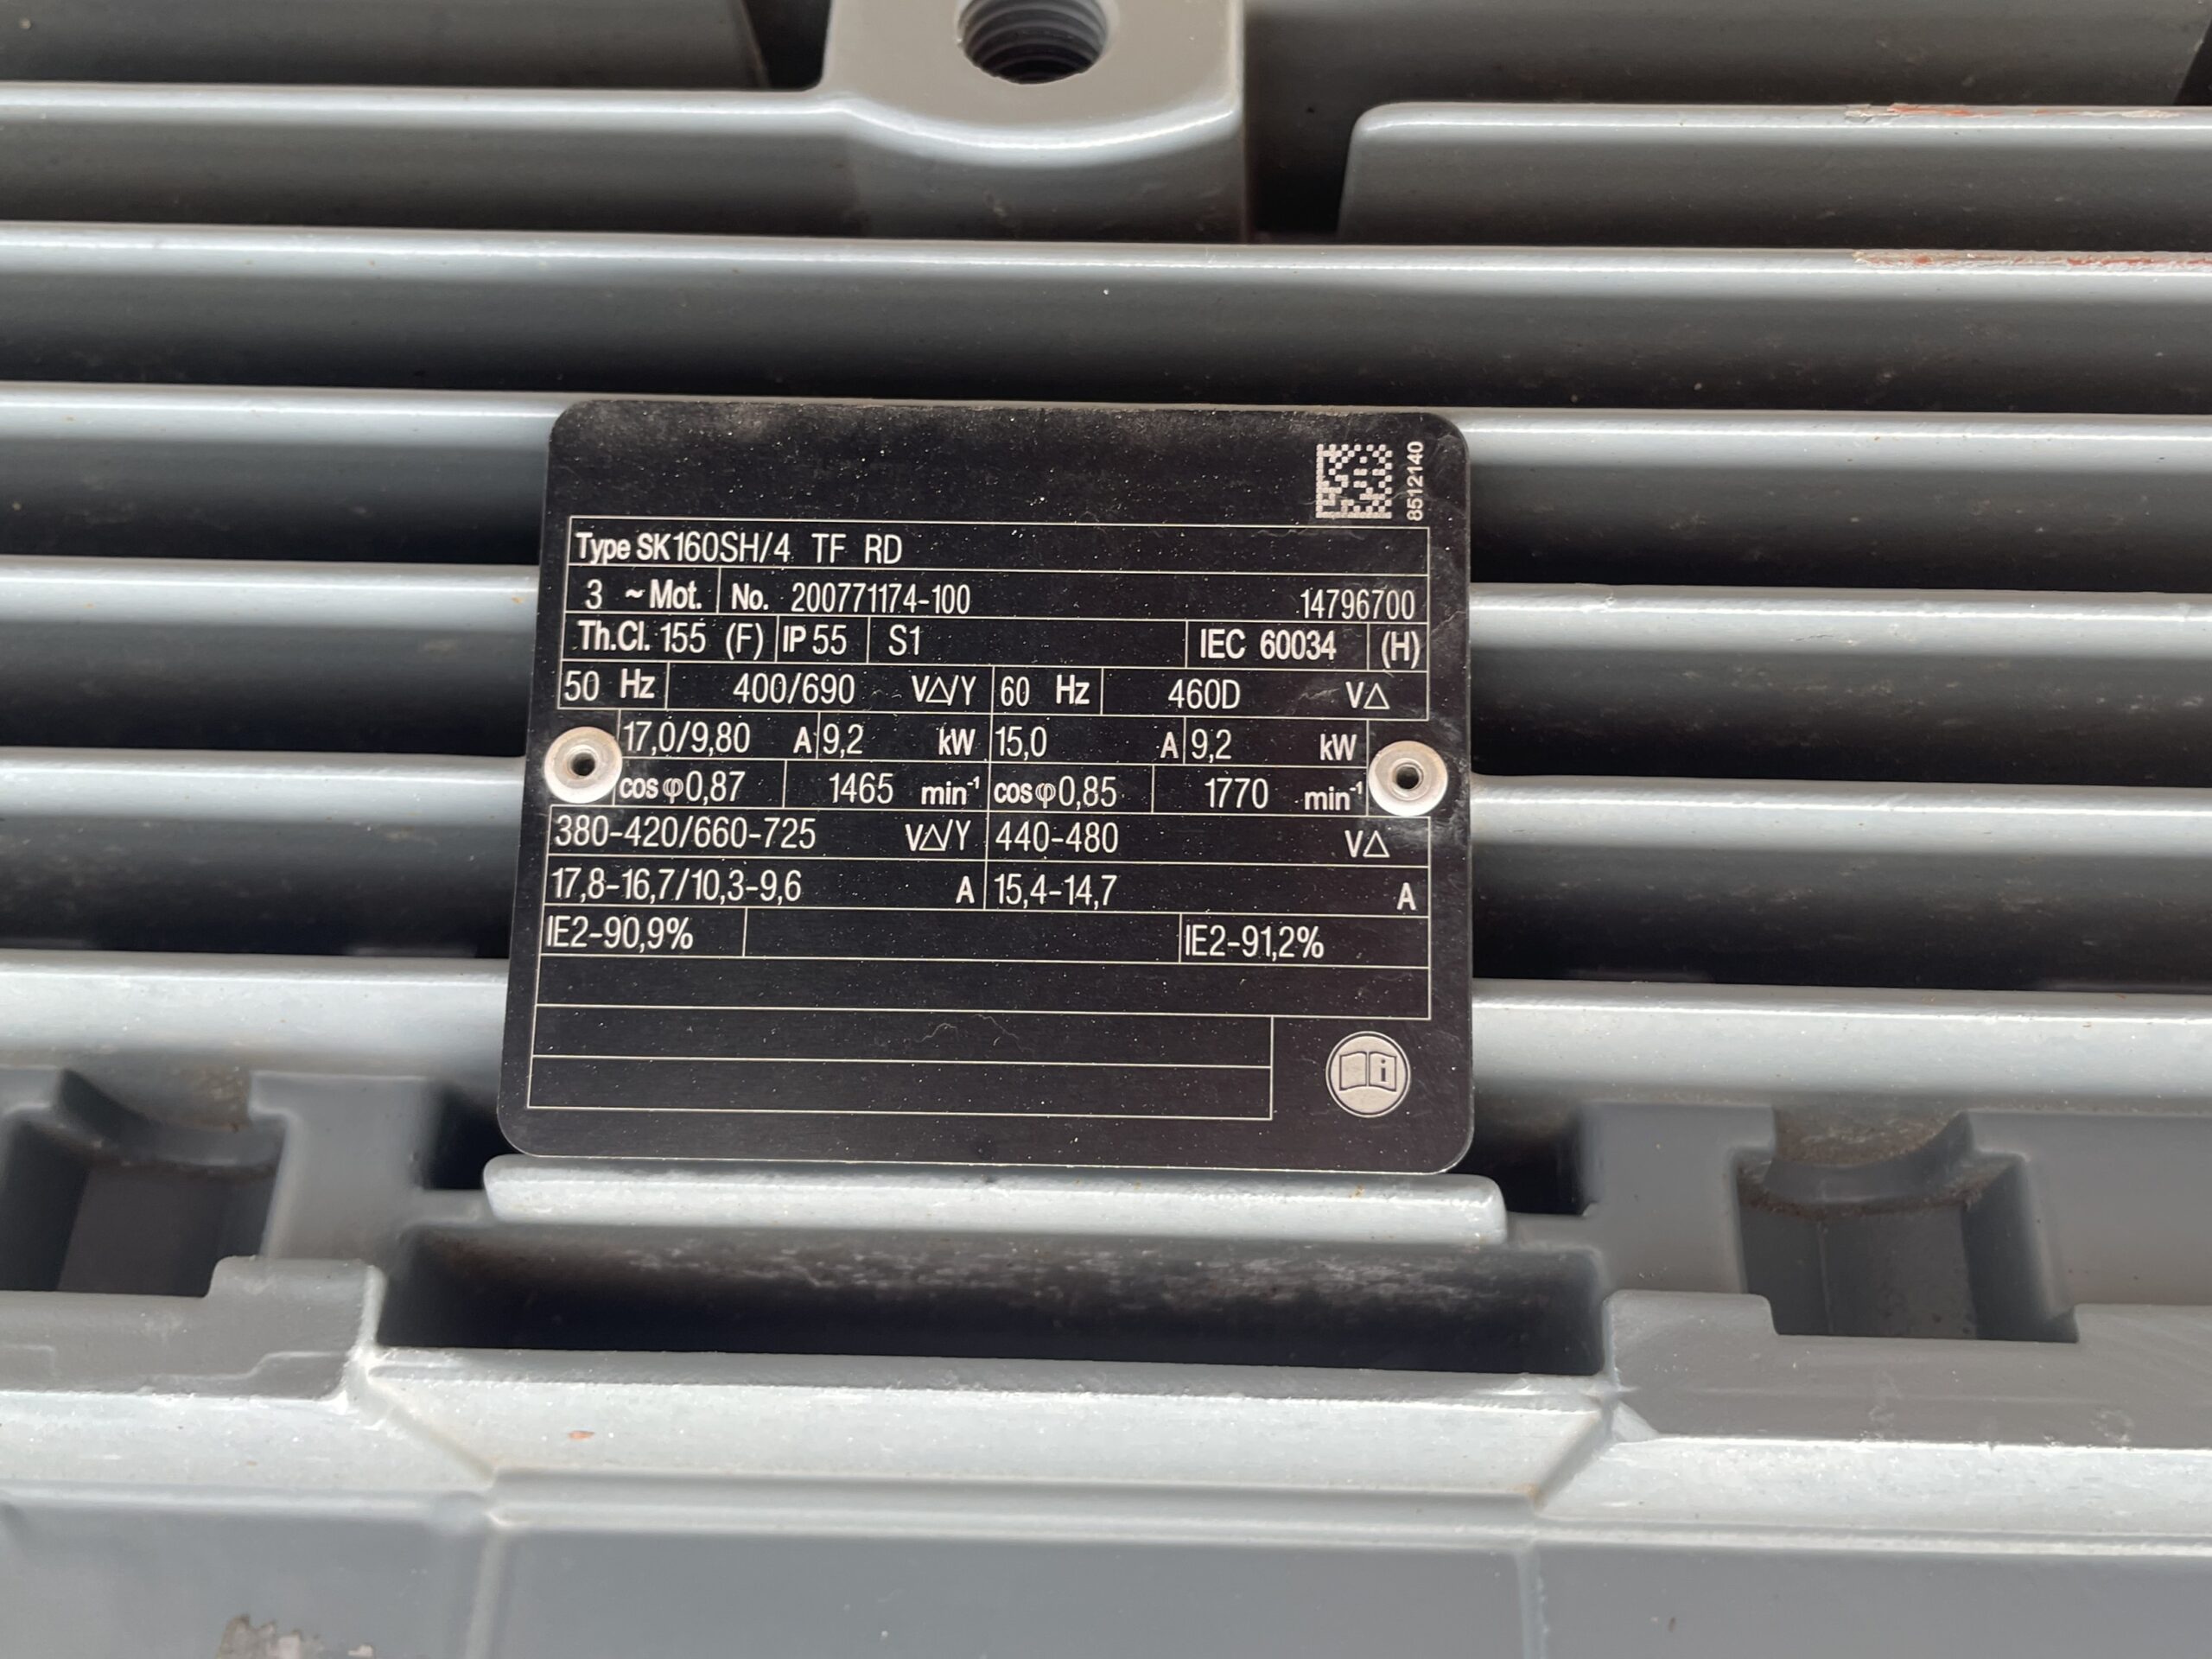 8512140
Type SK160SH/4 TF RD
3 ~ Mot. No. 200771174-100 14796700
Th.Cl. 155 (F) IP 55 S1 IEC 60034 (H)
50 Hz 400/690 V△/Y 60 Hz 460D V△
17,0/9,80 A 9,2 kW 15,0 A 9,2 kW
cos φ 0,87 1465 min⁻¹ cos φ 0,85 1770 min⁻¹
380-420/660-725 V△/Y 440-480 V△
17,8-16,7/10,3-9,6 A 15,4-14,7 A
IE2-90,9% IE2-91,2%
i